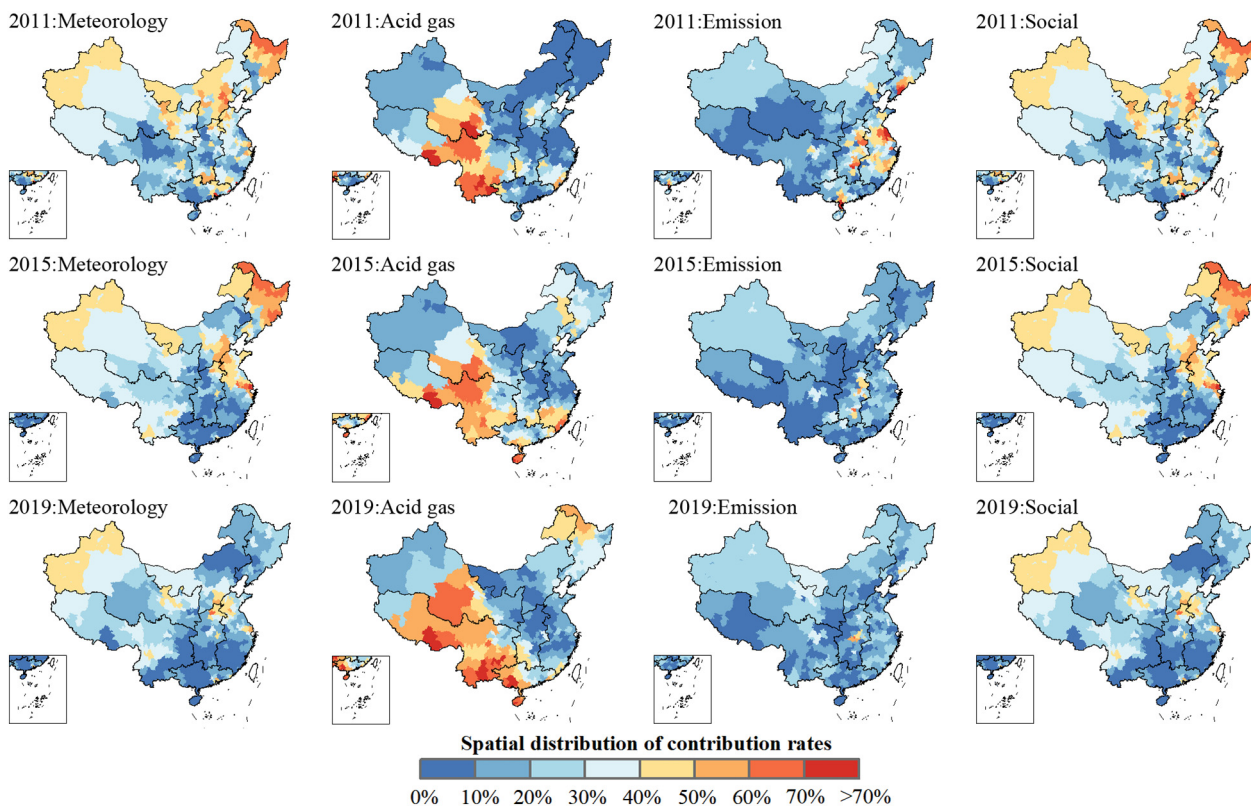 2011:Meteorology
2011:Acid gas
2011:Emission
2011:Social
2015:Meteorology
2015:Acid gas
2015:Emission
2015:Social
2019:Meteorology
2019:Acid gas
2019:Emission
2019:Social
Spatial distribution of contribution rates
0% 10% 20% 30% 40% 50% 60% 70% >70%